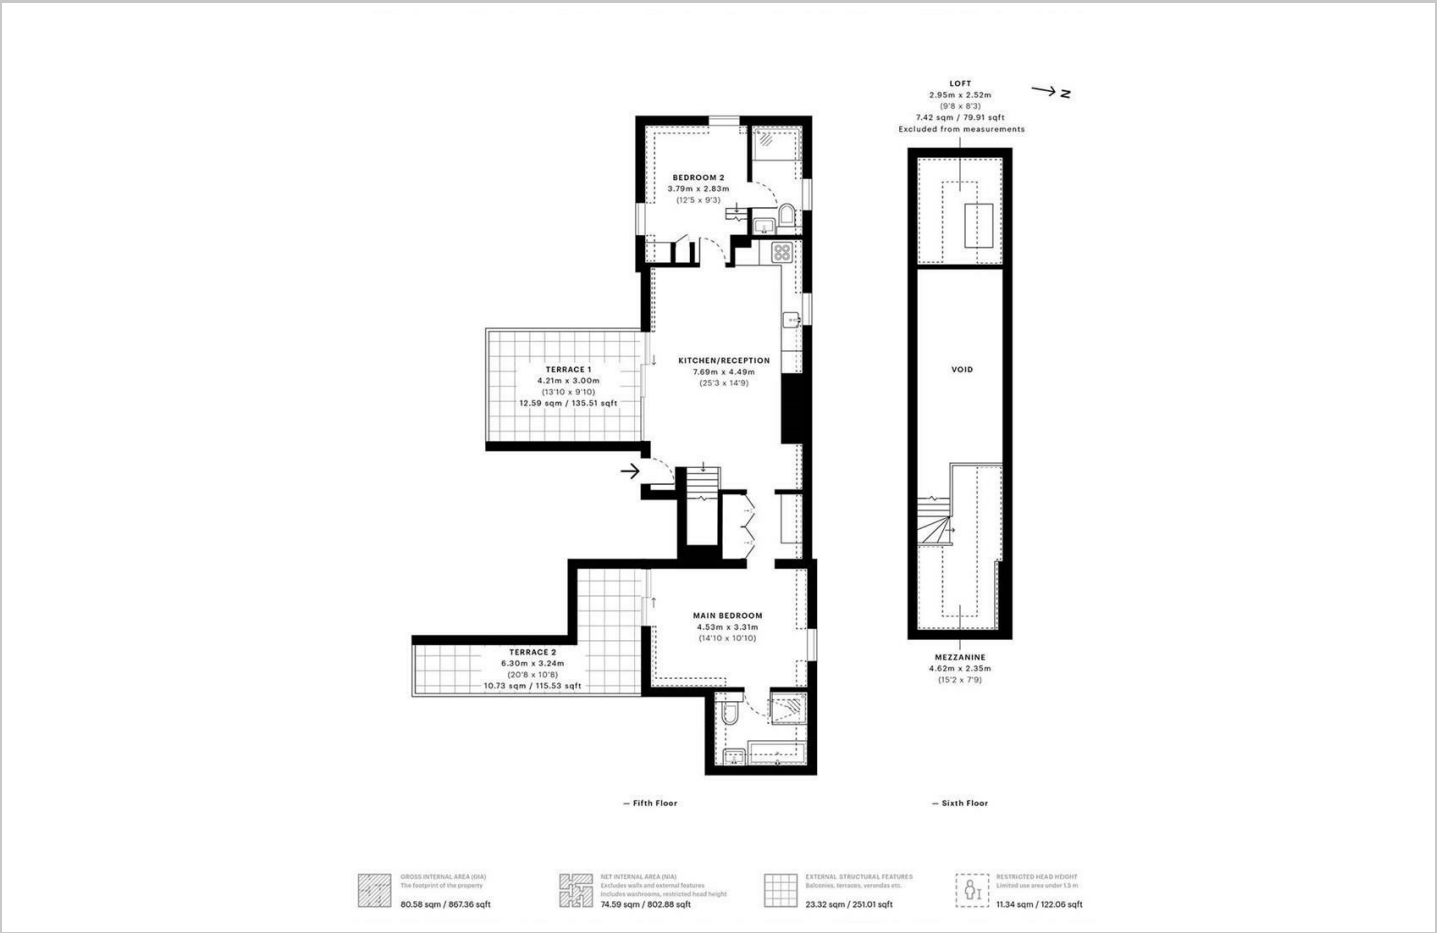 LOFT
2.95m x 2.52m
(9'8 x 8'3)
7.42 sqm / 79.91 sqft
Excluded from measurements
N
BEDROOM 2
3.79m x 2.83m
(12'5 x 9'3)
KITCHEN/RECEPTION
7.69m x 4.49m
(25'3 x 14'9)
TERRACE 1
4.21m x 3.00m
(13'10 x 9'10)
12.59 sqm / 135.51 sqft
VOID
MAIN BEDROOM
4.53m x 3.31m
(14'10 x 10'10)
TERRACE 2
6.30m x 3.24m
(20'8 x 10'8)
10.73 sqm / 115.53 sqft
MEZZANINE
4.62m x 2.35m
(15'2 x 7'9)
— Fifth Floor
— Sixth Floor
GROSS INTERNAL AREA (GIA)
The footprint of the property
80.58 sqm / 867.36 sqft
NET INTERNAL AREA (NIA)
Excludes walls and external features
Includes washrooms, restricted head height
74.59 sqm / 802.88 sqft
EXTERNAL STRUCTURAL FEATURES
Balconies, terraces, verandas etc.
23.32 sqm / 251.01 sqft
RESTRICTED HEAD HEIGHT
Limited use area under 1.5 m
11.34 sqm / 122.06 sqft